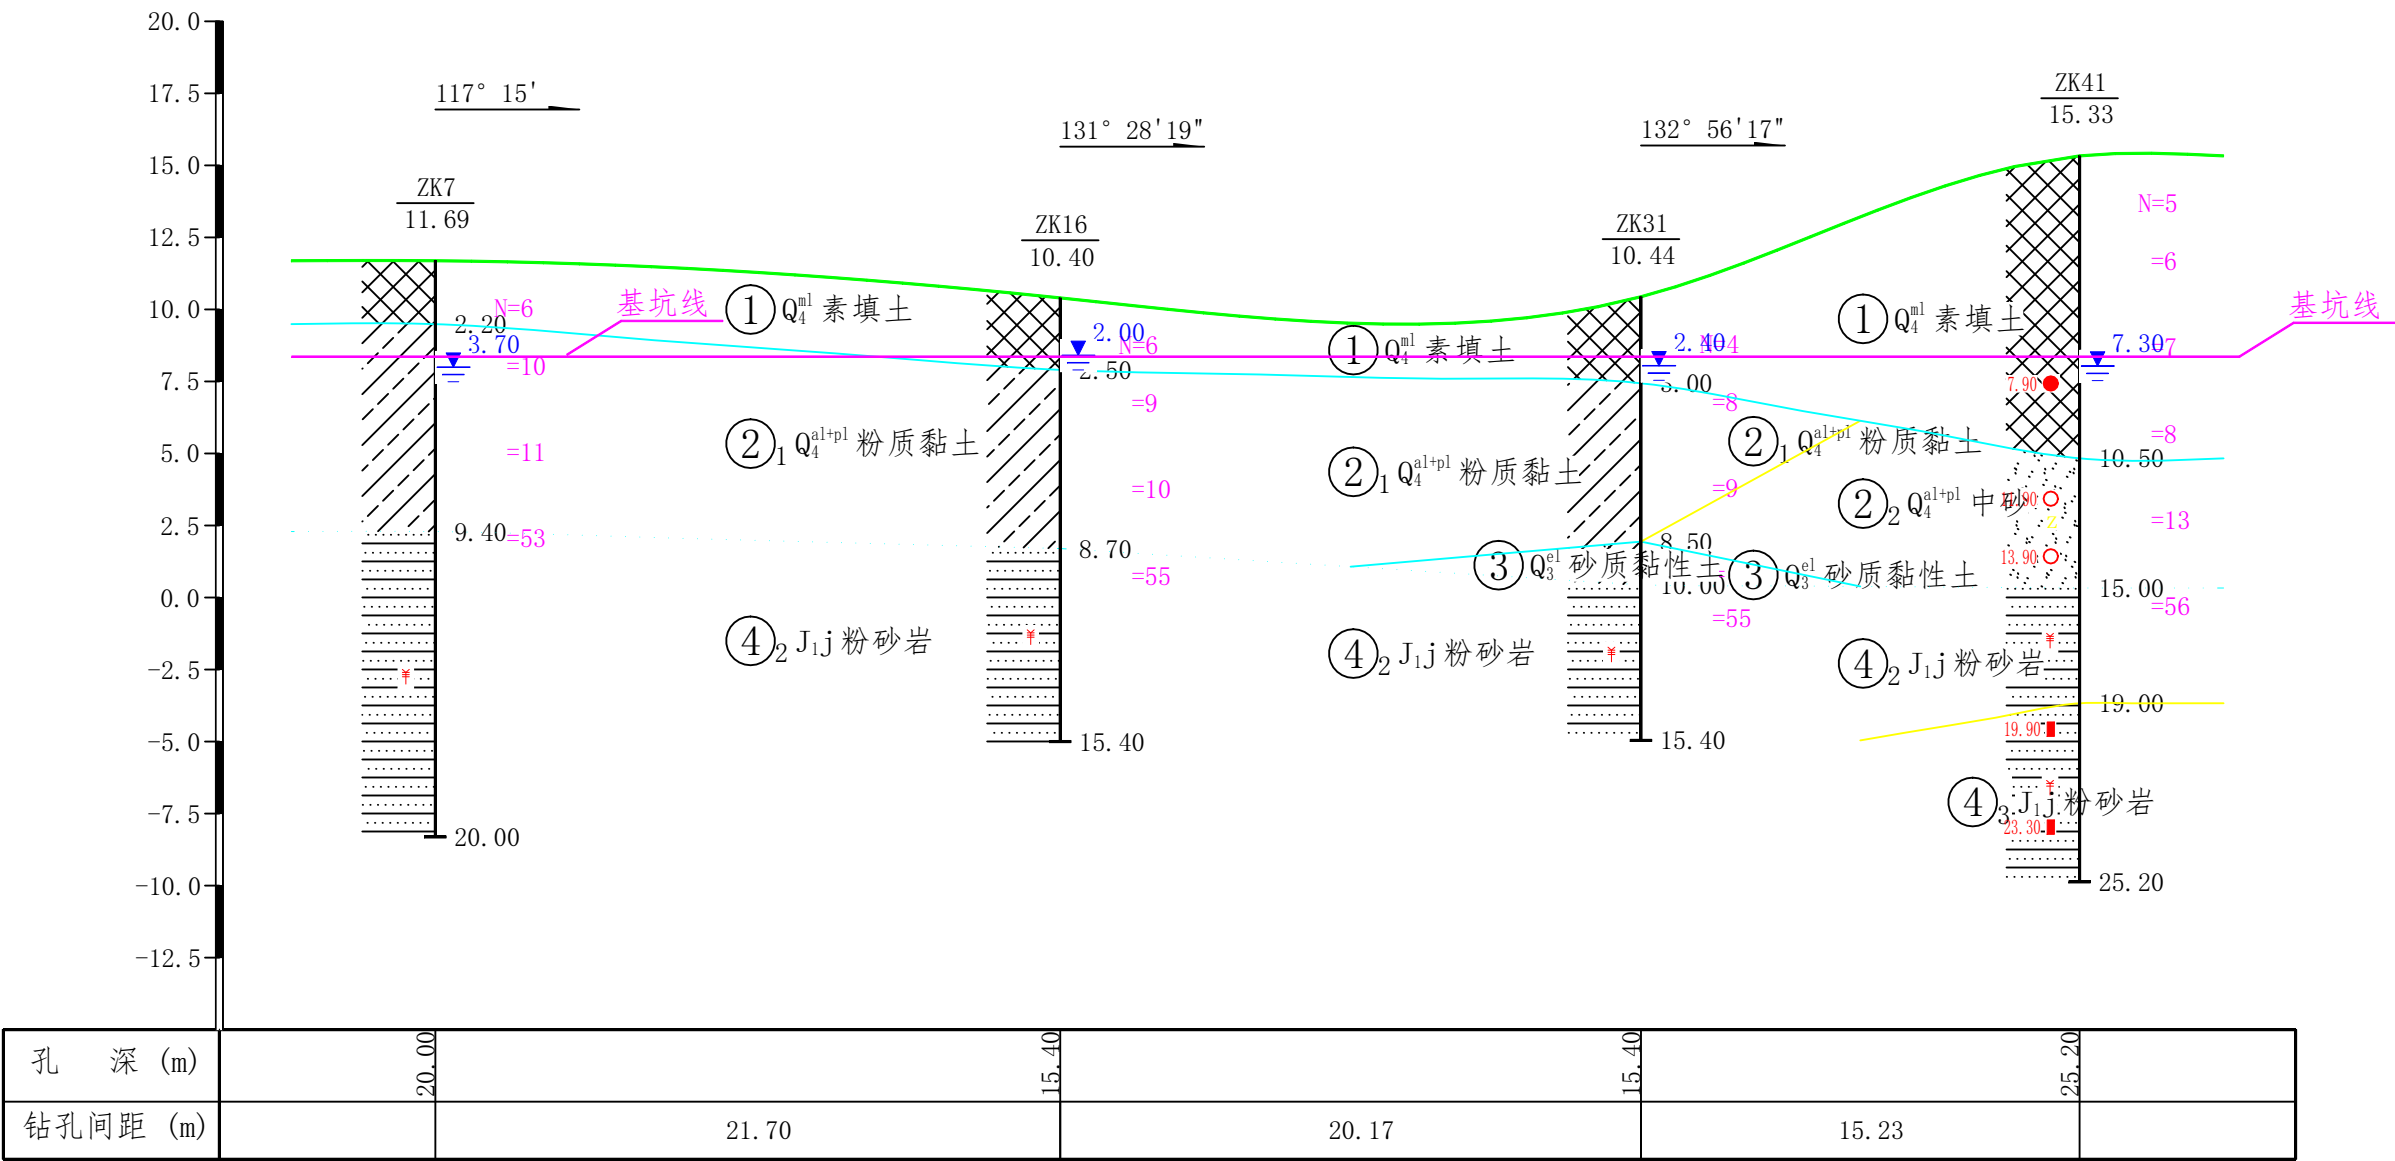 20.0
17.5
15.0
12.5
10.0
7.5
5.0
2.5
0.0
-2.5
-5.0
-7.5
-10.0
-12.5
117° 15'
131° 28'19"
132° 56'17"
ZK7
11.69
ZK16
10.40
ZK31
10.44
ZK41
15.33
N=6
2.20
3.70
=10
=11
9.40
=53
20.00
基坑线
① Q₄ᵐˡ 素填土
②₁ Q₄ᵃˡ⁺ᵖˡ 粉质黏土
④₂ J₁j 粉砂岩
2.00
N=6
2.50
=9
=10
8.70
=55
15.40
① Q₄ᵐˡ 素填土
②₁ Q₄ᵃˡ⁺ᵖˡ 粉质黏土
③ Q₃ᵉˡ 砂质黏性土
④₂ J₁j 粉砂岩
2.40
N=4
3.00
=8
=9
8.50
10.00
=55
15.40
① Q₄ᵐˡ 素填土
②₁ Q₄ᵃˡ⁺ᵖˡ 粉质黏土
②₂ Q₄ᵃˡ⁺ᵖˡ 中砂
③ Q₃ᵉˡ 砂质黏性土
④₂ J₁j 粉砂岩
④₃ J₁j 粉砂岩
N=5
=6
基坑线
7.30
=7
7.90
=8
10.50
Z
=13
13.90
15.00
=56
19.00
19.90
23.30
25.20
孔 深 (m) 20.00 15.40 15.40 25.20
钻孔间距 (m) 21.70 20.17 15.23